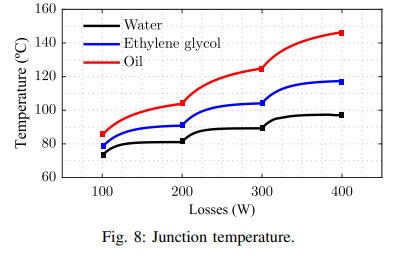 160
140
120
100
80
60
Temperature (ºC)
Water
Ethylene glycol
Oil
100 200 300 400
Losses (W)
Fig. 8: Junction temperature.